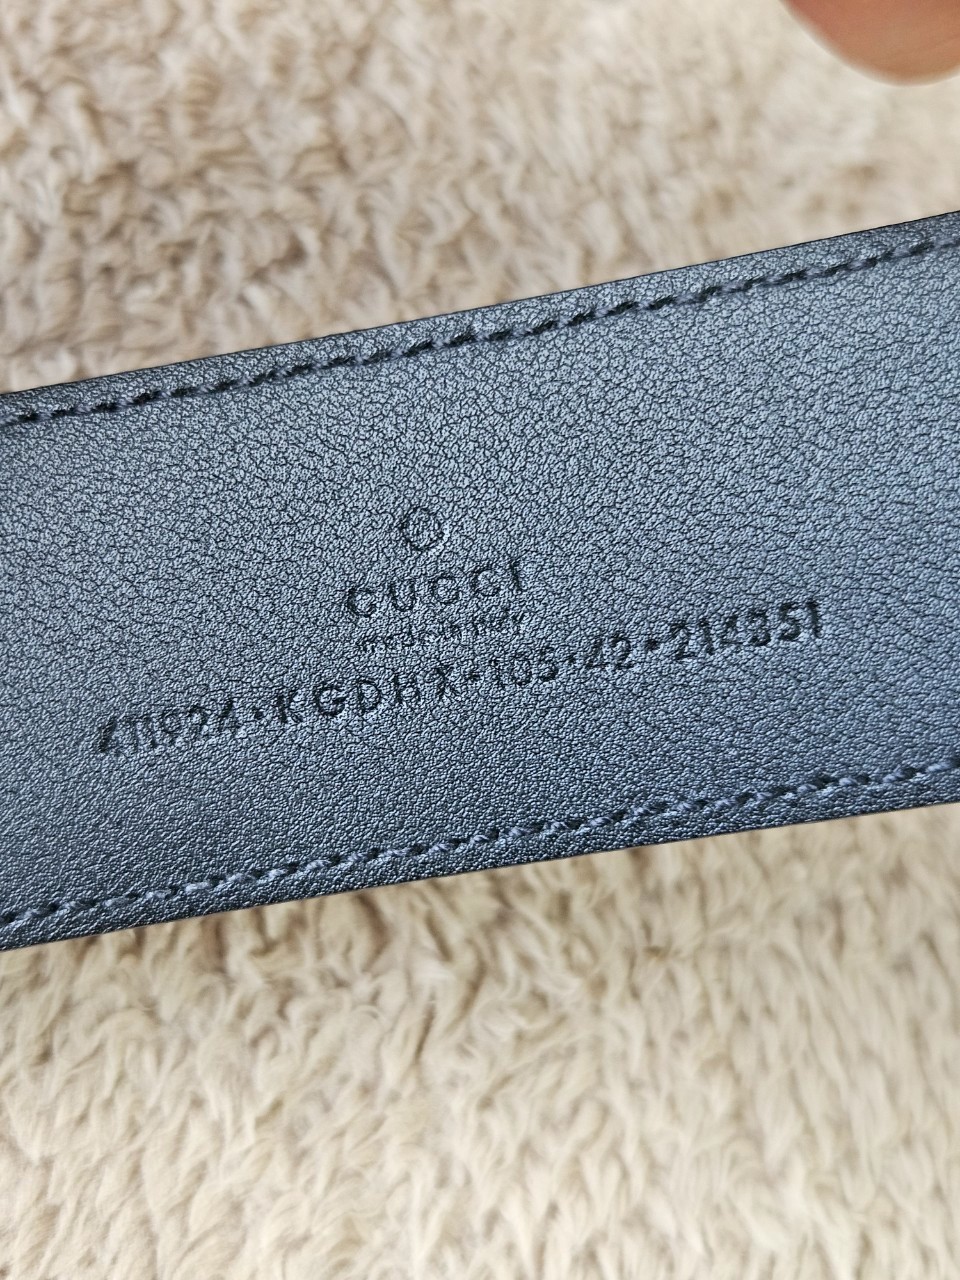 ®
GUCCI
made in italy
411924·KGDHX·105·42·214351